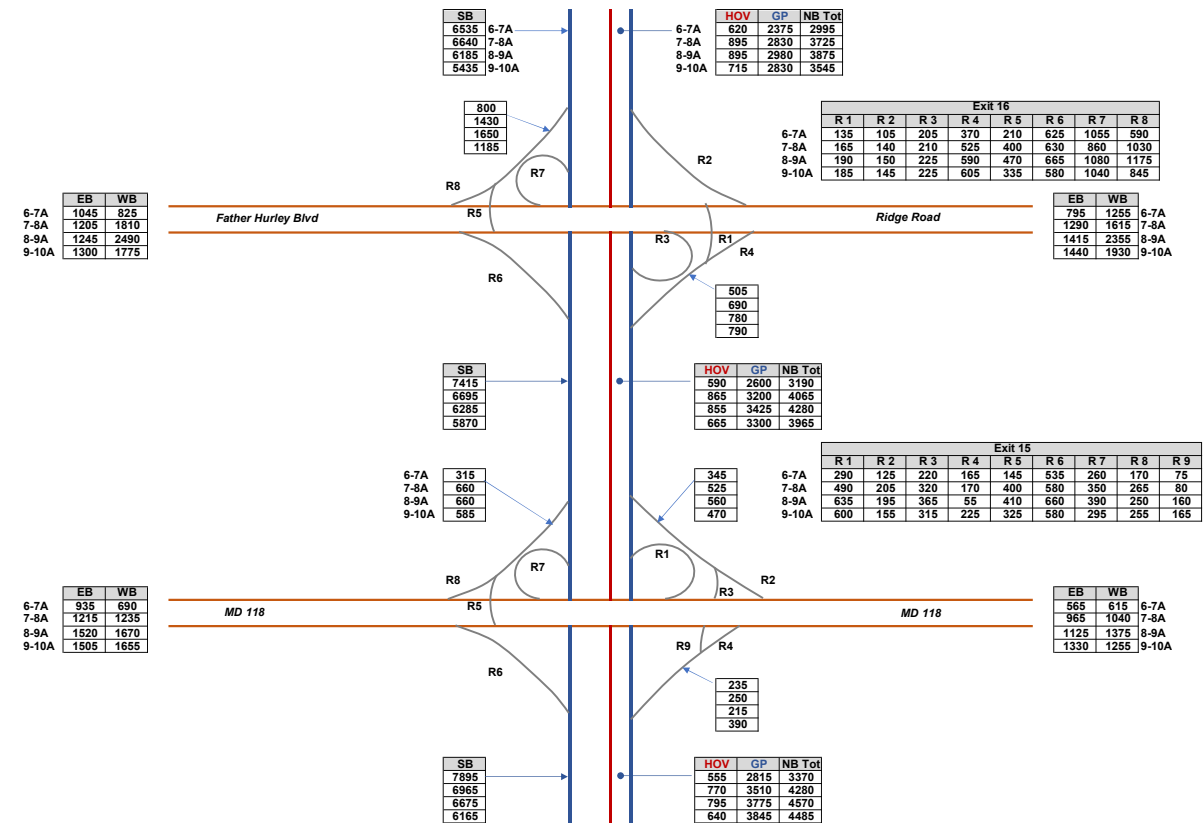 SB
6535 6-7A
6640 7-8A
6185 8-9A
5435 9-10A
HOV GP NB Tot
6-7A 620 2375 2995
7-8A 895 2830 3725
8-9A 895 2980 3875
9-10A 715 2830 3545
800
1430
1650
1185
Exit 16
R 1 R 2 R 3 R 4 R 5 R 6 R 7 R 8
6-7A 135 105 205 370 210 625 1055 590
7-8A 165 140 210 525 400 630 860 1030
8-9A 190 150 225 590 470 665 1080 1175
9-10A 185 145 225 605 335 580 1040 845
R2
R7
R8
R5
EB WB
6-7A 1045 825
7-8A 1205 1810
8-9A 1245 2490
9-10A 1300 1775
Father Hurley Blvd
Ridge Road
EB WB
795 1255 6-7A
1290 1615 7-8A
1415 2355 8-9A
1440 1930 9-10A
R3
R1
R4
R6
505
690
780
790
SB
7415
6695
6285
5870
HOV GP NB Tot
590 2600 3190
865 3200 4065
855 3425 4280
665 3300 3965
6-7A 315
7-8A 660
8-9A 660
9-10A 585
345
525
560
470
Exit 15
R 1 R 2 R 3 R 4 R 5 R 6 R 7 R 8 R 9
6-7A 290 125 220 165 145 535 260 170 75
7-8A 490 205 320 170 400 580 350 265 80
8-9A 635 195 365 55 410 660 390 250 160
9-10A 600 155 315 225 325 580 295 255 165
R1
R7
R8
R2
R3
R5
EB WB
6-7A 935 690
7-8A 1215 1235
8-9A 1520 1670
9-10A 1505 1655
MD 118
MD 118
EB WB
565 615 6-7A
965 1040 7-8A
1125 1375 8-9A
1330 1255 9-10A
R9
R4
R6
235
250
215
390
SB
7895
6965
6675
6165
HOV GP NB Tot
555 2815 3370
770 3510 4280
795 3775 4570
640 3845 4485